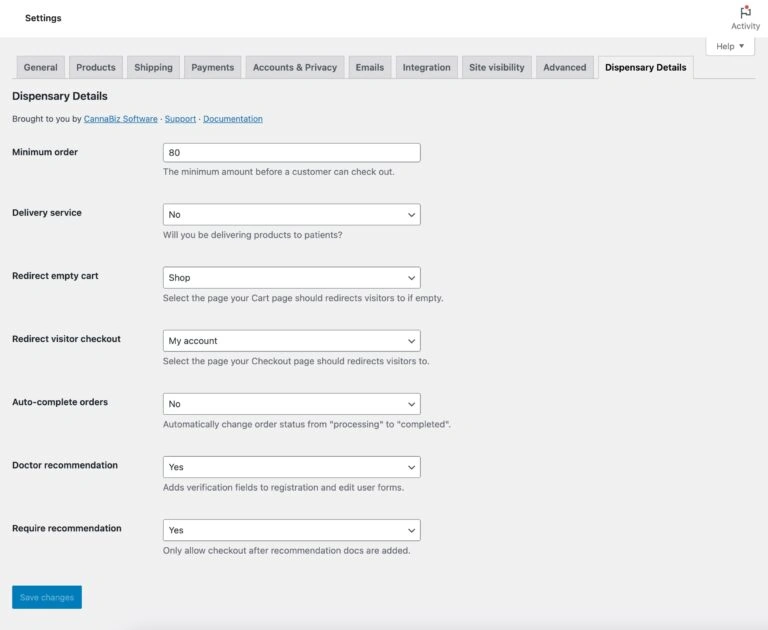 Settings
Activity
Help ▼
General Products Shipping Payments Accounts & Privacy Emails Integration Site visibility Advanced Dispensary Details
Dispensary Details
Brought to you by CannaBiz Software · Support · Documentation
Minimum order 80
The minimum amount before a customer can check out.
Delivery service No
Will you be delivering products to patients?
Redirect empty cart Shop
Select the page your Cart page should redirects visitors to if empty.
Redirect visitor checkout My account
Select the page your Checkout page should redirects visitors to.
Auto-complete orders No
Automatically change order status from "processing" to "completed".
Doctor recommendation Yes
Adds verification fields to registration and edit user forms.
Require recommendation Yes
Only allow checkout after recommendation docs are added.
Save changes